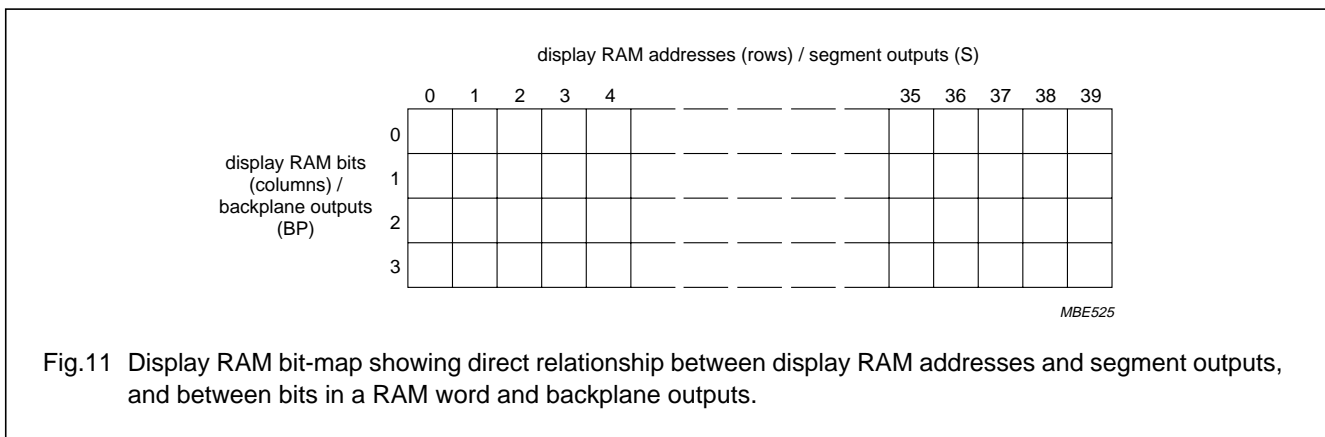 display RAM addresses (rows) / segment outputs (S)
0 1 2 3 4 35 36 37 38 39
0
display RAM bits
(columns) /
backplane outputs
(BP)
1
2
3
MBE525
Fig.11 Display RAM bit-map showing direct relationship between display RAM addresses and segment outputs,
and between bits in a RAM word and backplane outputs.